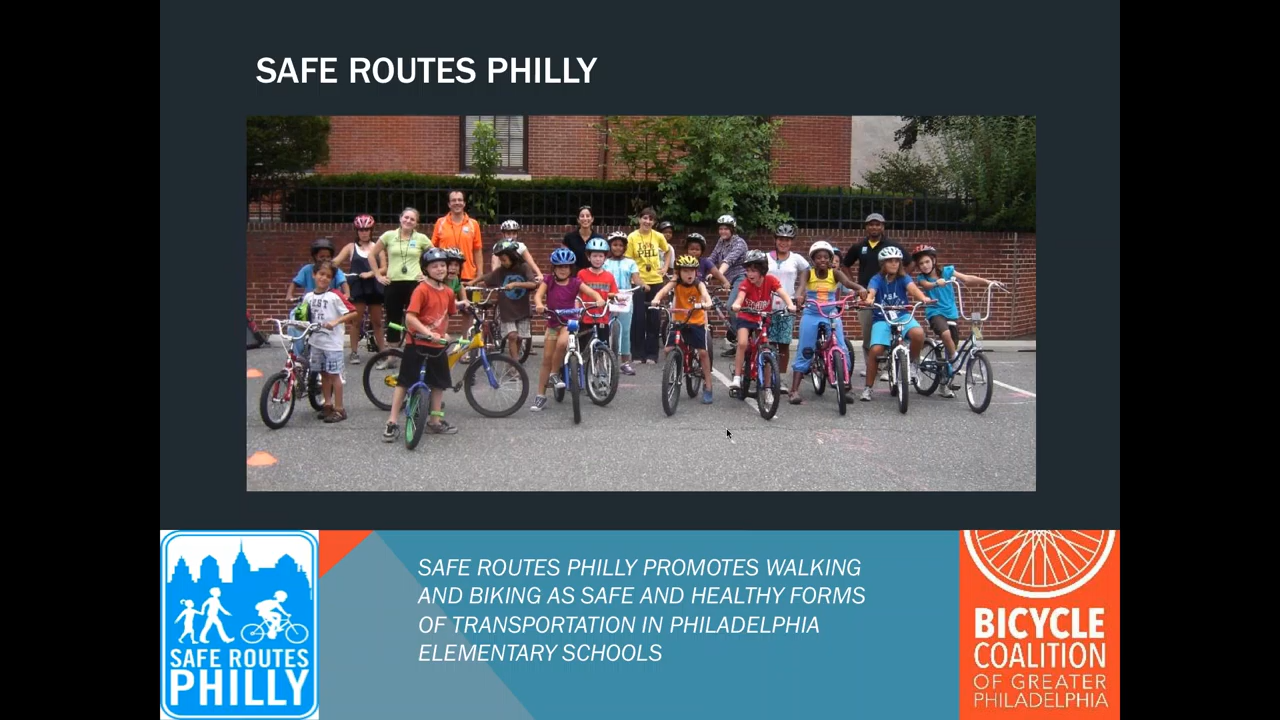 SAFE ROUTES PHILLY
SAFE ROUTES PHILLY PROMOTES WALKING
AND BIKING AS SAFE AND HEALTHY FORMS
OF TRANSPORTATION IN PHILADELPHIA
ELEMENTARY SCHOOLS
SAFE ROUTES
PHILLY
BICYCLE
COALITION
OF GREATER
PHILADELPHIA